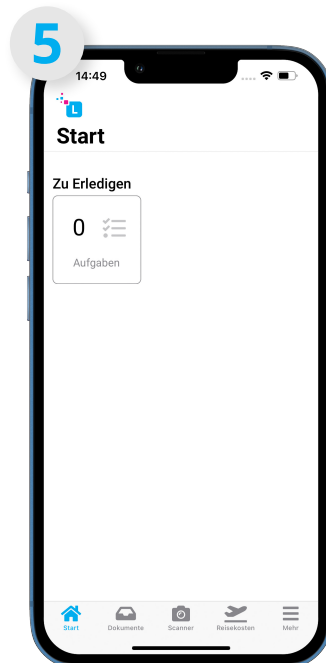 5
14:49
L
Start
Zu Erledigen
0
Aufgaben
Start Dokumente Scanner Reisekosten Mehr